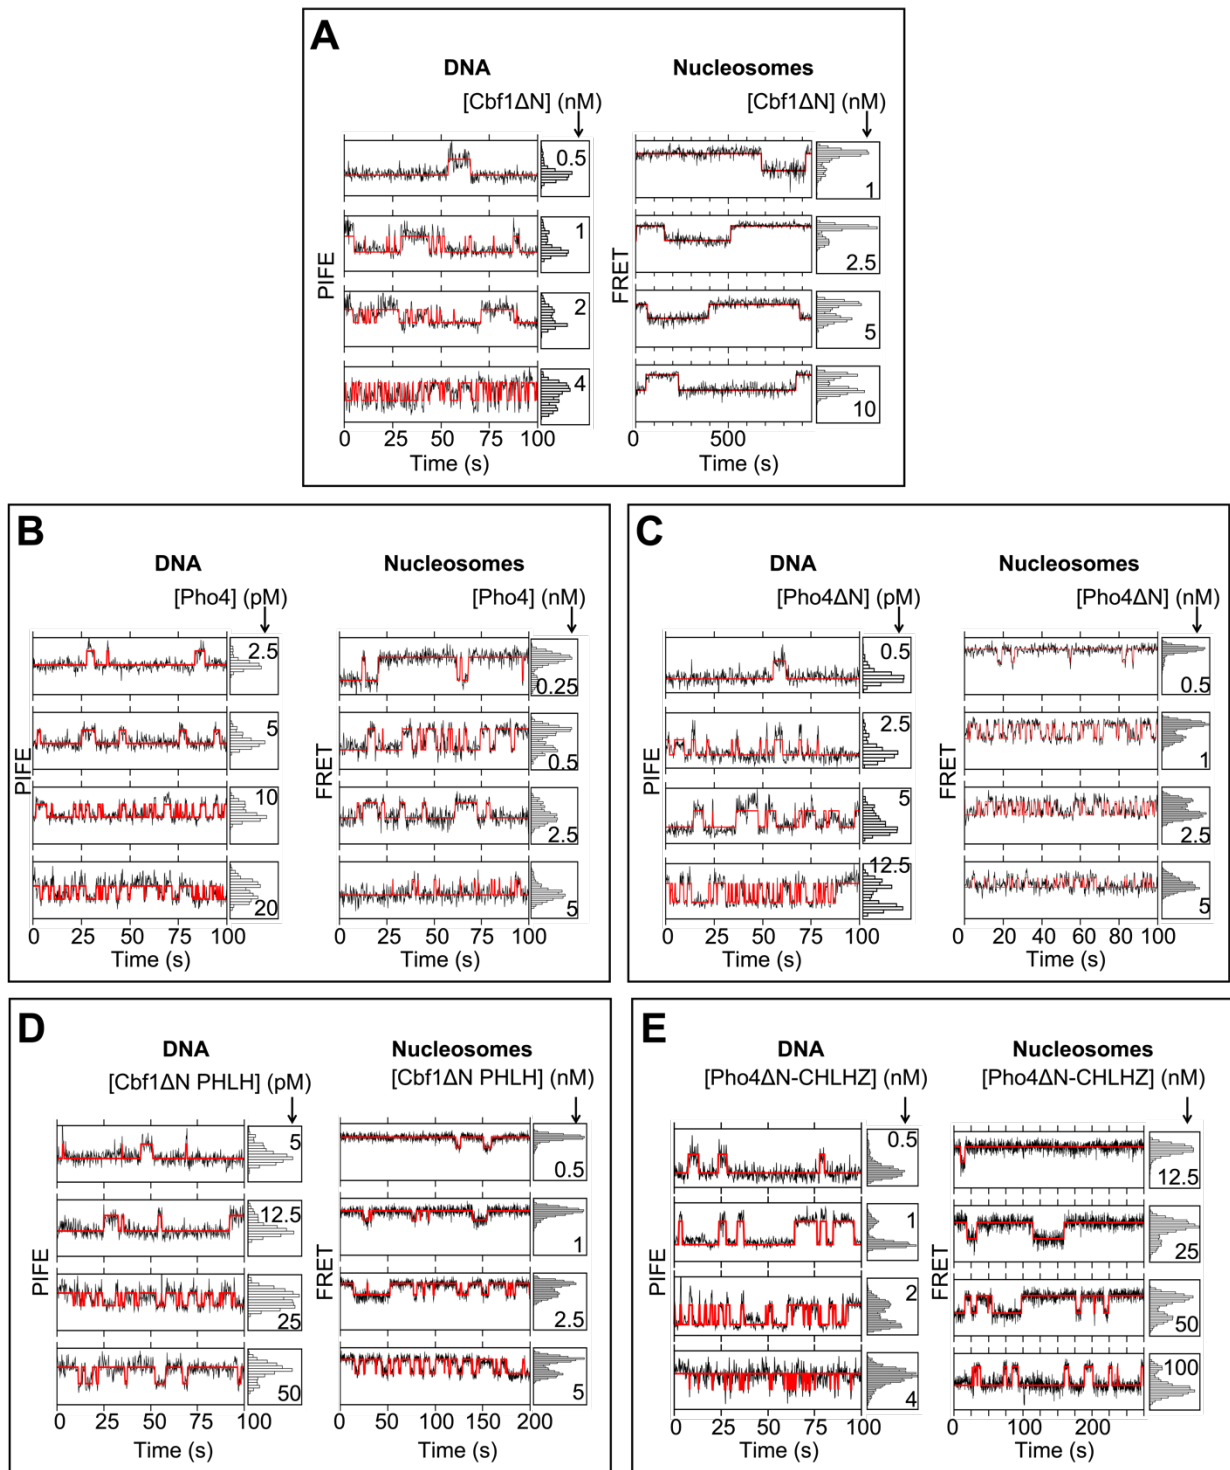 A
DNA
Nucleosomes
[Cbf1ΔN] (nM)
[Cbf1ΔN] (nM)
PIFE
0.5
1
2
4
0 25 50 75 100
Time (s)
FRET
1
2.5
5
10
500
Time (s)
B
DNA
Nucleosomes
[Pho4] (pM)
[Pho4] (nM)
PIFE
2.5
5
10
20
0 25 50 75 100
Time (s)
FRET
0.25
0.5
2.5
5
0 25 50 75 100
Time (s)
C
DNA
Nucleosomes
[Pho4ΔN] (pM)
[Pho4ΔN] (nM)
PIFE
0.5
2.5
5
12.5
0 25 50 75 100
Time (s)
FRET
0.5
1
2.5
5
0 20 40 60 80 100
Time (s)
D
DNA
Nucleosomes
[Cbf1ΔN PHLH] (pM)
[Cbf1ΔN PHLH] (nM)
PIFE
5
12.5
25
50
0 25 50 75 100
Time (s)
FRET
0.5
1
2.5
5
0 50 100 150 200
Time (s)
E
DNA
Nucleosomes
[Pho4ΔN-CHLHZ] (nM)
[Pho4ΔN-CHLHZ] (nM)
PIFE
0.5
1
2
4
0 25 50 75 100
Time (s)
FRET
12.5
25
50
100
0 100 200
Time (s)